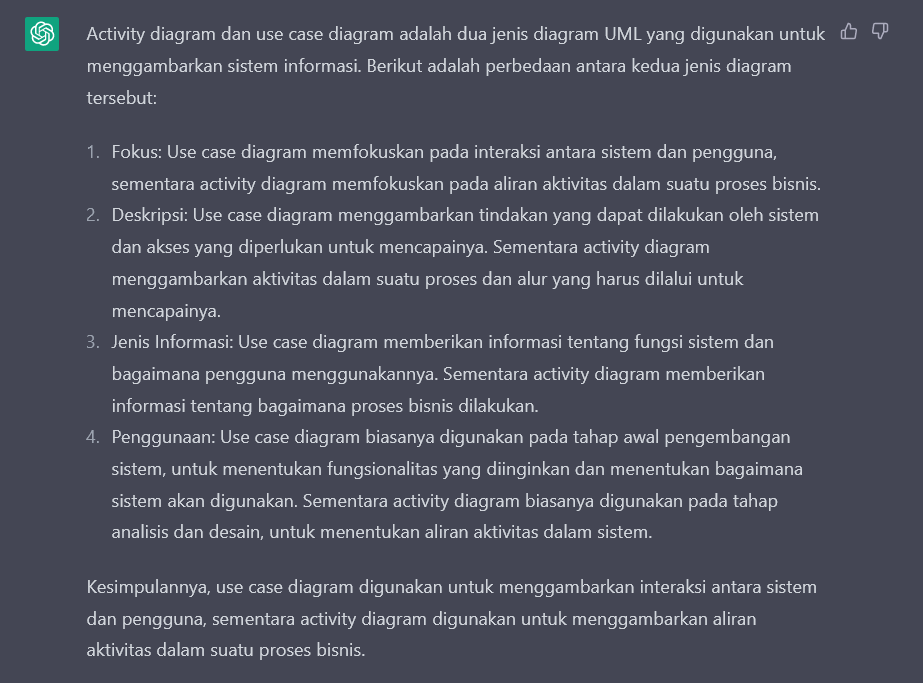 Activity diagram dan use case diagram adalah dua jenis diagram UML yang digunakan untuk
menggambarkan sistem informasi. Berikut adalah perbedaan antara kedua jenis diagram
tersebut:
1. Fokus: Use case diagram memfokuskan pada interaksi antara sistem dan pengguna,
sementara activity diagram memfokuskan pada aliran aktivitas dalam suatu proses bisnis.
2. Deskripsi: Use case diagram menggambarkan tindakan yang dapat dilakukan oleh sistem
dan akses yang diperlukan untuk mencapainya. Sementara activity diagram
menggambarkan aktivitas dalam suatu proses dan alur yang harus dilalui untuk
mencapainya.
3. Jenis Informasi: Use case diagram memberikan informasi tentang fungsi sistem dan
bagaimana pengguna menggunakannya. Sementara activity diagram memberikan
informasi tentang bagaimana proses bisnis dilakukan.
4. Penggunaan: Use case diagram biasanya digunakan pada tahap awal pengembangan
sistem, untuk menentukan fungsionalitas yang diinginkan dan menentukan bagaimana
sistem akan digunakan. Sementara activity diagram biasanya digunakan pada tahap
analisis dan desain, untuk menentukan aliran aktivitas dalam sistem.
Kesimpulannya, use case diagram digunakan untuk menggambarkan interaksi antara sistem
dan pengguna, sementara activity diagram digunakan untuk menggambarkan aliran
aktivitas dalam suatu proses bisnis.